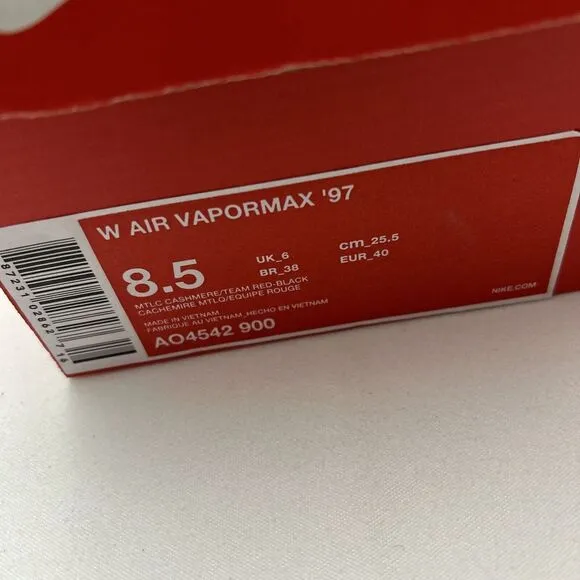 W AIR VAPORMAX '97
8.5
UK_6
BR_38
cm_25.5
EUR_40
MTLC CASHMERE/TEAM RED-BLACK
CACHEMIRE MTLQ/EQUIPE ROUGE
MADE IN VIETNAM
FABRIQUE AU VIETNAM_HECHO EN VIETNAM
AO4542 900
NIKE.COM